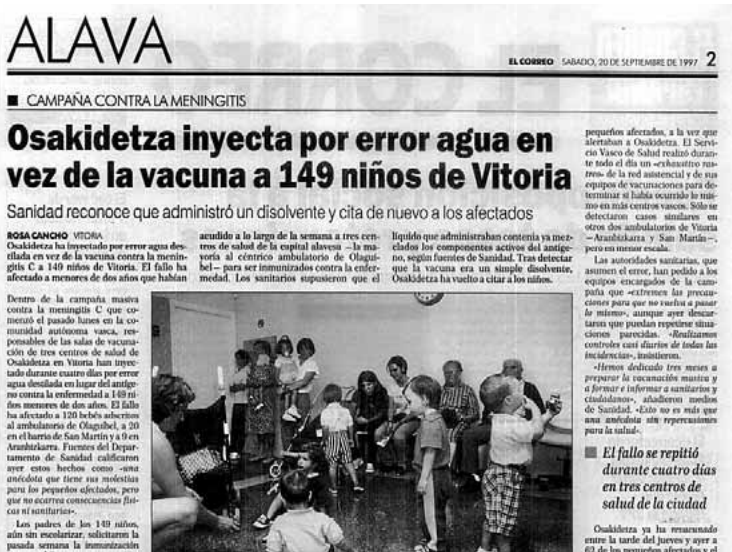 ALAVA
EL CORREO SABADO, 20 DE SEPTIEMBRE DE 1997 2
CAMPAÑA CONTRA LA MENINGITIS
Osakidetza inyecta por error agua en
vez de la vacuna a 149 niños de Vitoria
Sanidad reconoce que administró un disolvente y cita de nuevo a los afectados
ROSA CANCHO VITORIA
Osakidetza ha inyectado por error agua des-
tilada en vez de la vacuna contra la menin-
gitis C a 149 niños de Vitoria. El fallo ha
afectado a menores de dos años que habían
acudido a lo largo de la semana a tres cen-
tros de salud de la capital alavesa —la ma-
yoría al céntrico ambulatorio de Olagui-
bel— para ser inmunizados contra la enfer-
medad. Los sanitarios supusieron que el
líquido que administraban contenía ya mez-
clados los componentes activos del antíge-
no, según fuentes de Sanidad. Tras detectar
que la vacuna era un simple disolvente,
Osakidetza ha vuelto a citar a los niños.
Dentro de la campaña masiva
contra la meningitis C que co-
menzó el pasado lunes en la co-
munidad autónoma vasca, res-
ponsables de las salas de vacuna-
ción de tres centros de salud de
Osakidetza en Vitoria han inyec-
tado durante cuatro días por error
agua destilada en lugar del antíge-
no contra la enfermedad a 149 ni-
ños menores de dos años. El fallo
ha afectado a 120 bebés adscritos
al ambulatorio de Olaguíbel, a 20
en el barrio de San Martín y a 9 en
Aranbizkarra. Fuentes del Depar-
tamento de Sanidad calificaron
ayer estos hechos como «una
anécdota que tiene sus molestias
para los pequeños afectados, pero
que no acarrea consecuencias físi-
cas ni sanitarias».
Los padres de los 149 niños,
aún sin escolarizar, solicitaron la
pasada semana la inmunización
pequeños afectados, a la vez que
alertaban a Osakidetza. El Servi-
cio Vasco de Salud realizó duran-
te todo el día un «exhaustivo ras-
treo» de la red asistencial y de sus
equipos de vacunaciones para de-
terminar si había ocurrido lo mis-
mo en más centros vascos. Sólo se
detectaron casos similares en
otros dos ambulatorios de Vitoria
—Aranbizkarra y San Martín—,
pero en menor escala.
Las autoridades sanitarias, que
asumen el error, han pedido a los
equipos encargados de la cam-
paña que «extremen las precau-
ciones para que no vuelva a pasar
lo mismo», aunque ayer descar-
taron que puedan repetirse situa-
ciones parecidas. «Realizamos
controles casi diarios de todas las
incidencias», insistieron.
«Hemos dedicado tres meses a
preparar la vacunación masiva y
a formar e informar a sanitarios y
ciudadanos», añadieron medios
de Sanidad. «Esto no es más que
una anécdota sin repercusiones
para la salud».
El fallo se repitió
durante cuatro días
en tres centros de
salud de la ciudad
Osakidetza ya ha revacunado
entre la tarde del jueves y ayer a
62 de los pequeños afectados y el